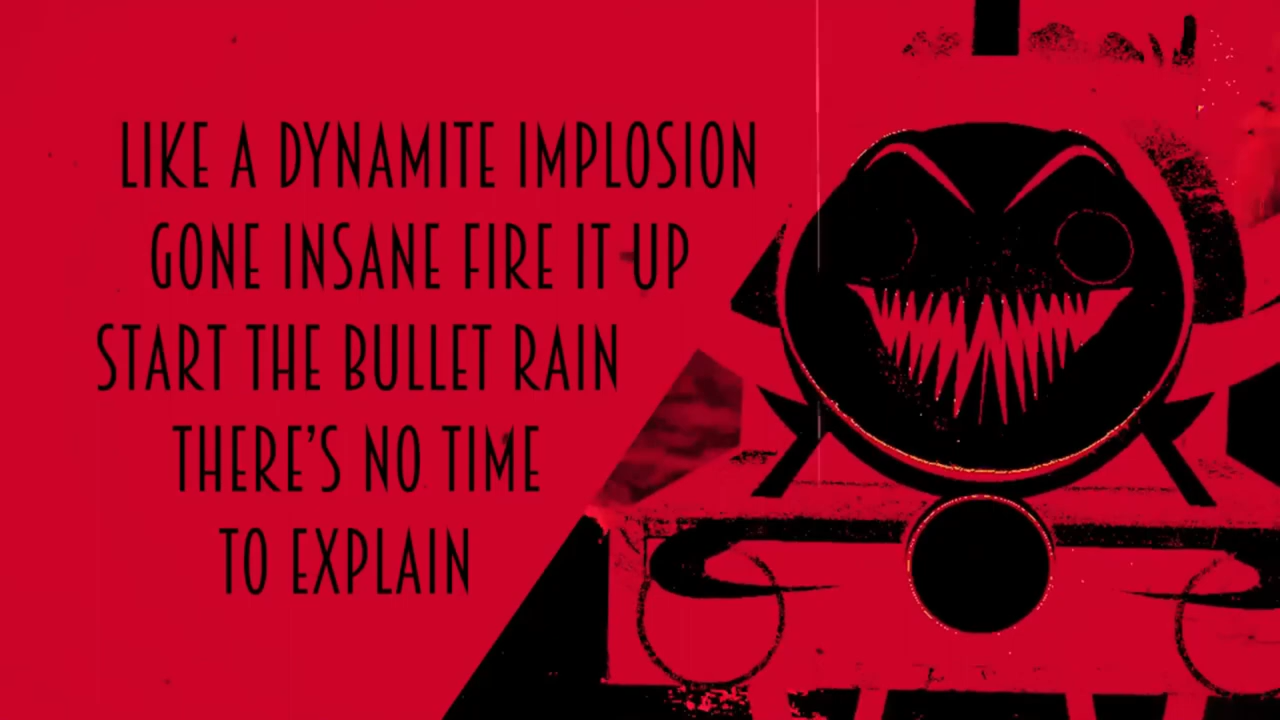 LIKE A DYNAMITE IMPLOSION
GONE INSANE FIRE IT UP
START THE BULLET RAIN
THERE'S NO TIME
TO EXPLAIN